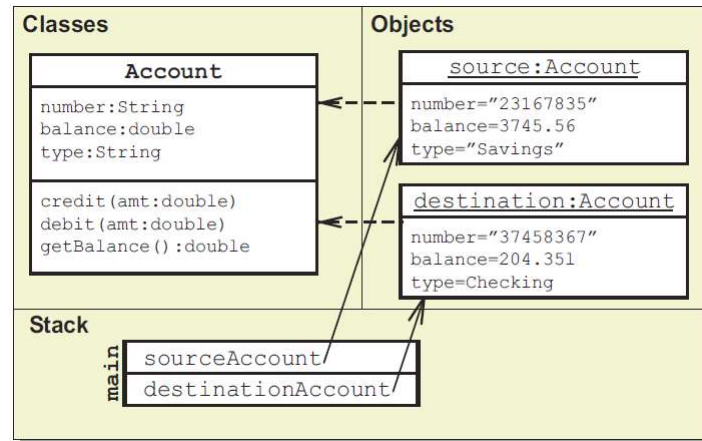 Classes
Account
number:String
balance:double
type:String
credit(amt:double)
debit(amt:double)
getBalance():double
Objects
source:Account
number=”23167835”
balance=3745.56
type=”Savings”
destination:Account
number=”37458367”
balance=204.35l
type=Checking
Stack
main
sourceAccount
destinationAccount